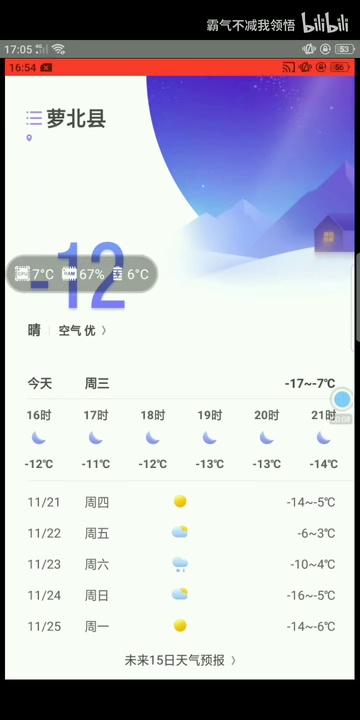 霸气不减我领悟 bilibili
17:05 4G 53
16:54 56
萝北县
-12
CPU 7°C 67% 6°C
晴 空气 优 〉
今天 周三 -17~-7℃
16时 17时 18时 19时 20时 21时
-12℃ -11℃ -12℃ -13℃ -13℃ -14℃
00:08
11/21 周四 -14~-5℃
11/22 周五 -6~3℃
11/23 周六 -10~4℃
11/24 周日 -16~-5℃
11/25 周一 -14~-6℃
未来15日天气预报 〉